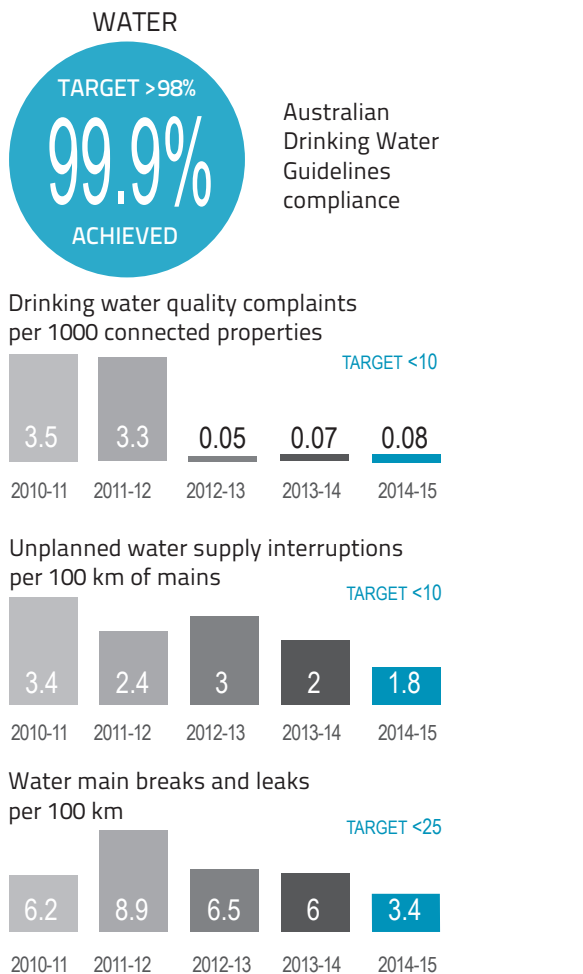 WATER
TARGET >98%
99.9%
ACHIEVED
Australian
Drinking Water
Guidelines
compliance
Drinking water quality complaints
per 1000 connected properties
TARGET <10
3.5 3.3 0.05 0.07 0.08
2010-11 2011-12 2012-13 2013-14 2014-15
Unplanned water supply interruptions
per 100 km of mains
TARGET <10
3.4 2.4 3 2 1.8
2010-11 2011-12 2012-13 2013-14 2014-15
Water main breaks and leaks
per 100 km
TARGET <25
6.2 8.9 6.5 6 3.4
2010-11 2011-12 2012-13 2013-14 2014-15